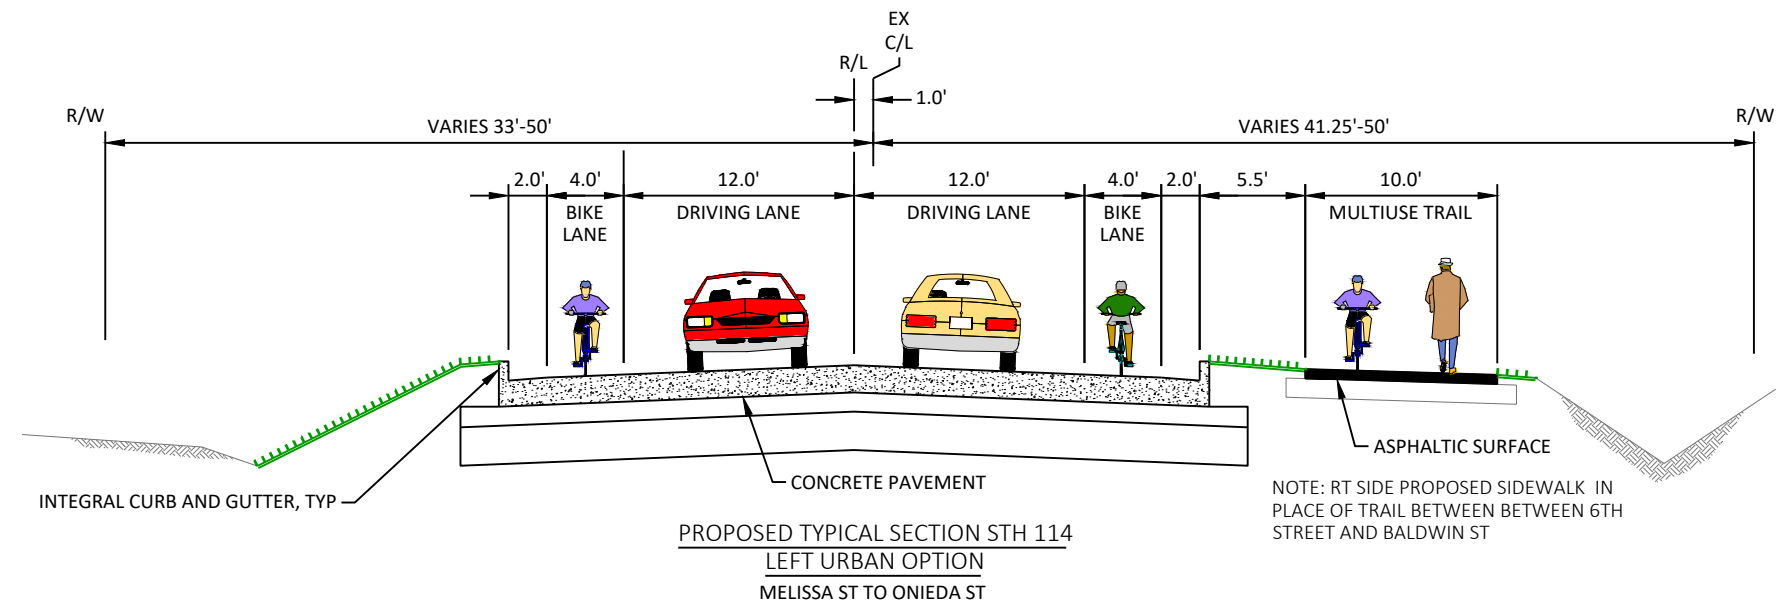 EX
C/L
R/L
1.0'
R/W
VARIES 33'-50'
VARIES 41.25'-50'
R/W
2.0' 4.0' 12.0' 12.0' 4.0' 2.0' 5.5' 10.0'
BIKE
LANE
DRIVING LANE
DRIVING LANE
BIKE
LANE
MULTIUSE TRAIL
ASPHALTIC SURFACE
CONCRETE PAVEMENT
INTEGRAL CURB AND GUTTER, TYP
NOTE: RT SIDE PROPOSED SIDEWALK IN
PLACE OF TRAIL BETWEEN BETWEEN 6TH
STREET AND BALDWIN ST
PROPOSED TYPICAL SECTION STH 114
LEFT URBAN OPTION
MELISSA ST TO ONIEDA ST